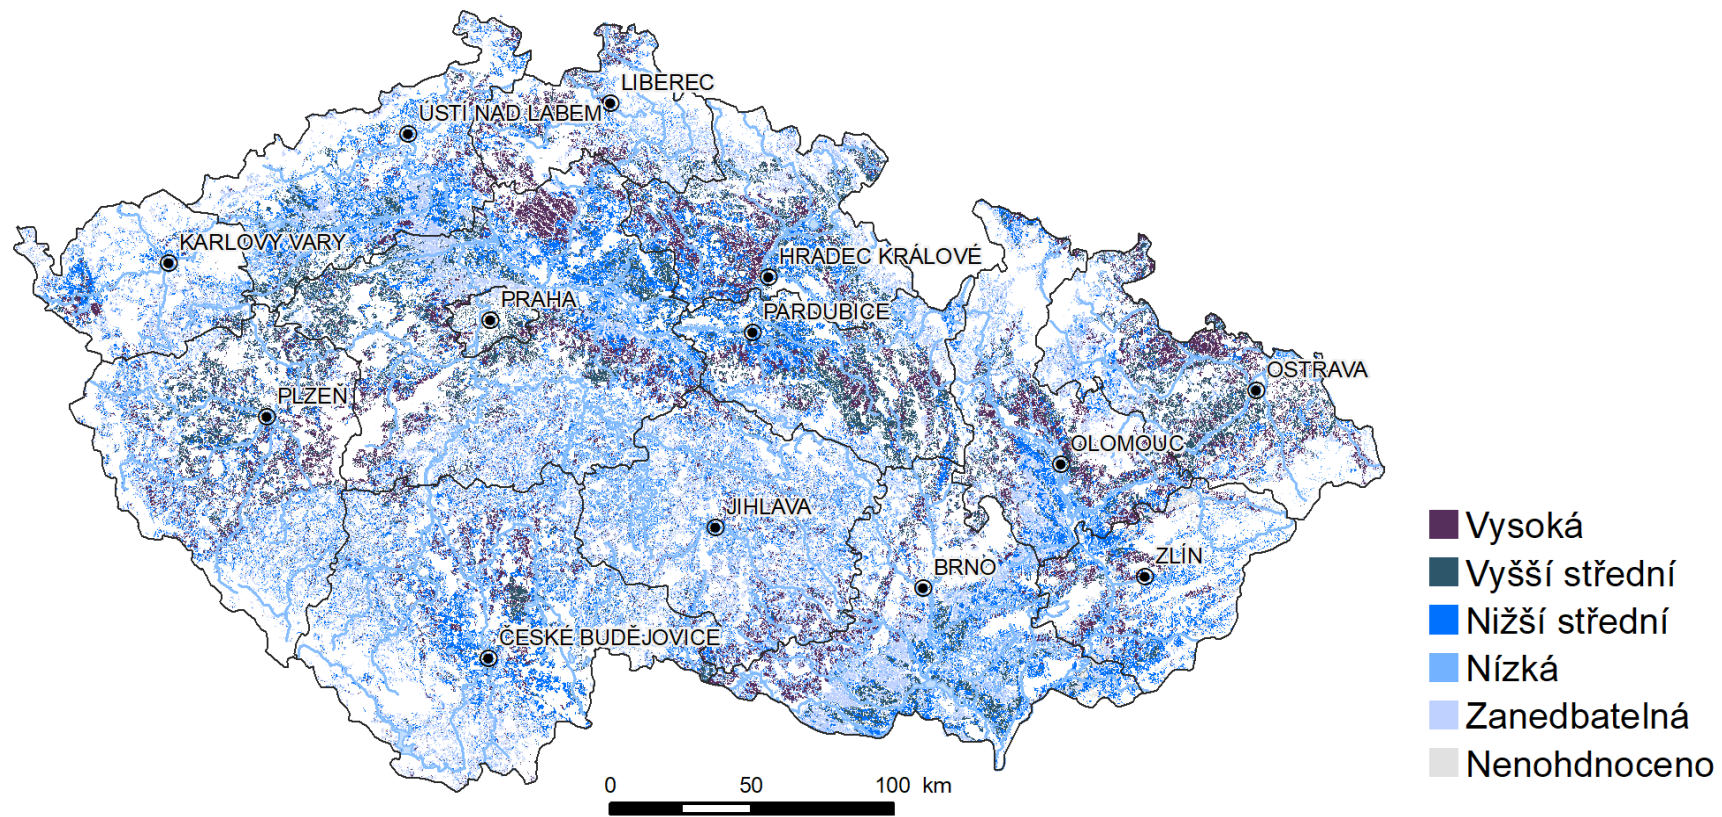 LIBEREC
ÚSTÍ NAD LABEM
KARLOVY VARY
HRADEC KRÁLOVÉ
PRAHA
PARDUBICE
OSTRAVA
PLZEŇ
OLOMOUC
JIHLAVA
ZLÍN
BRNO
ČESKÉ BUDĚJOVICE
Vysoká
Vyšší střední
Nižší střední
Nízká
Zanedbatelná
Nenohdnoceno
0 50 100 km